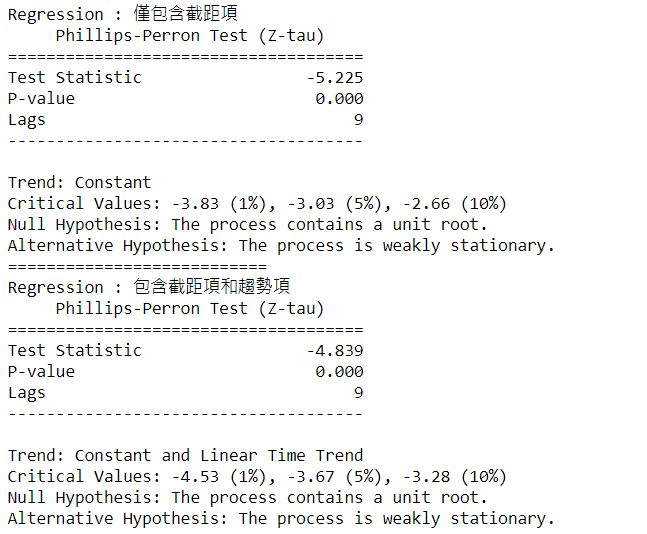 Regression : 僅包含截距項
Phillips-Perron Test (Z-tau)
=====================================
Test Statistic -5.225
P-value 0.000
Lags 9
-------------------------------------
Trend: Constant
Critical Values: -3.83 (1%), -3.03 (5%), -2.66 (10%)
Null Hypothesis: The process contains a unit root.
Alternative Hypothesis: The process is weakly stationary.
===========================
Regression : 包含截距項和趨勢項
Phillips-Perron Test (Z-tau)
=====================================
Test Statistic -4.839
P-value 0.000
Lags 9
-------------------------------------
Trend: Constant and Linear Time Trend
Critical Values: -4.53 (1%), -3.67 (5%), -3.28 (10%)
Null Hypothesis: The process contains a unit root.
Alternative Hypothesis: The process is weakly stationary.